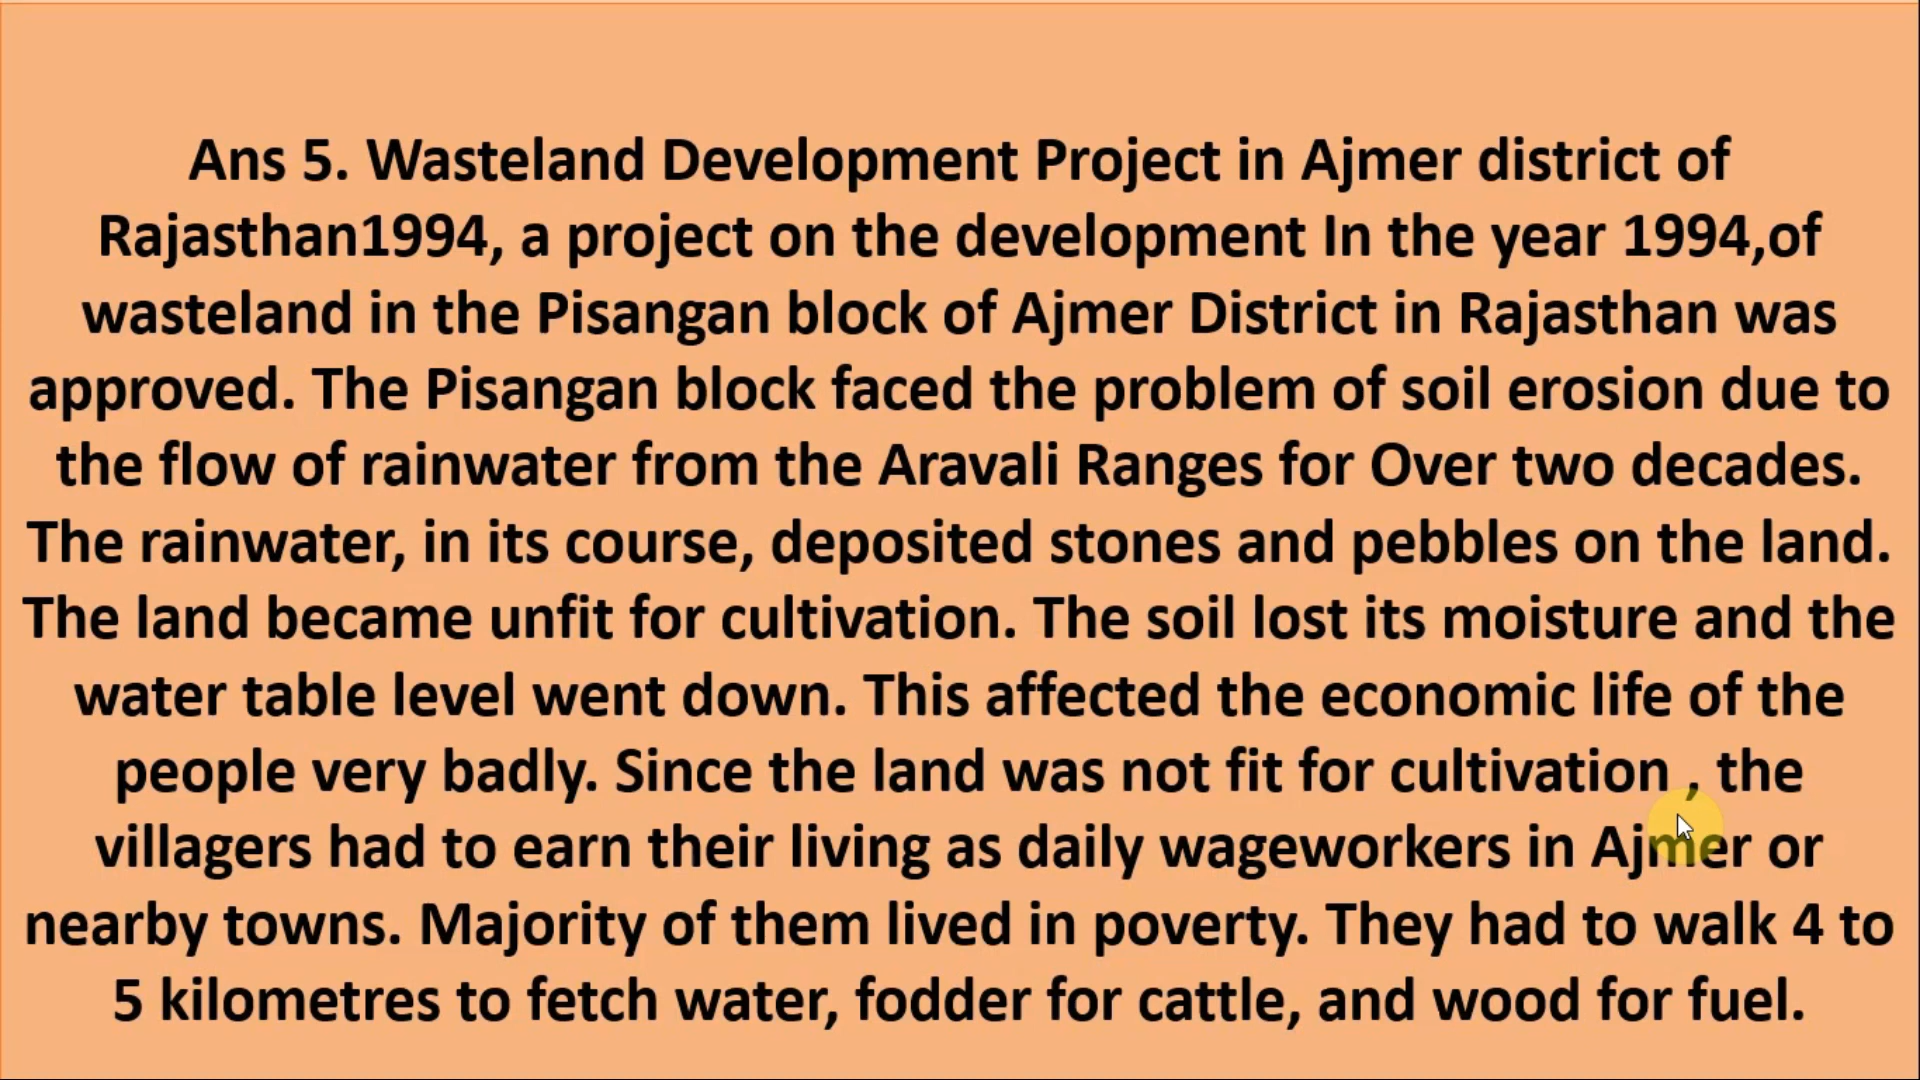 Ans 5. Wasteland Development Project in Ajmer district of
Rajasthan1994, a project on the development In the year 1994,of
wasteland in the Pisangan block of Ajmer District in Rajasthan was
approved. The Pisangan block faced the problem of soil erosion due to
the flow of rainwater from the Aravali Ranges for Over two decades.
The rainwater, in its course, deposited stones and pebbles on the land.
The land became unfit for cultivation. The soil lost its moisture and the
water table level went down. This affected the economic life of the
people very badly. Since the land was not fit for cultivation , the
villagers had to earn their living as daily wageworkers in Ajmer or
nearby towns. Majority of them lived in poverty. They had to walk 4 to
5 kilometres to fetch water, fodder for cattle, and wood for fuel.